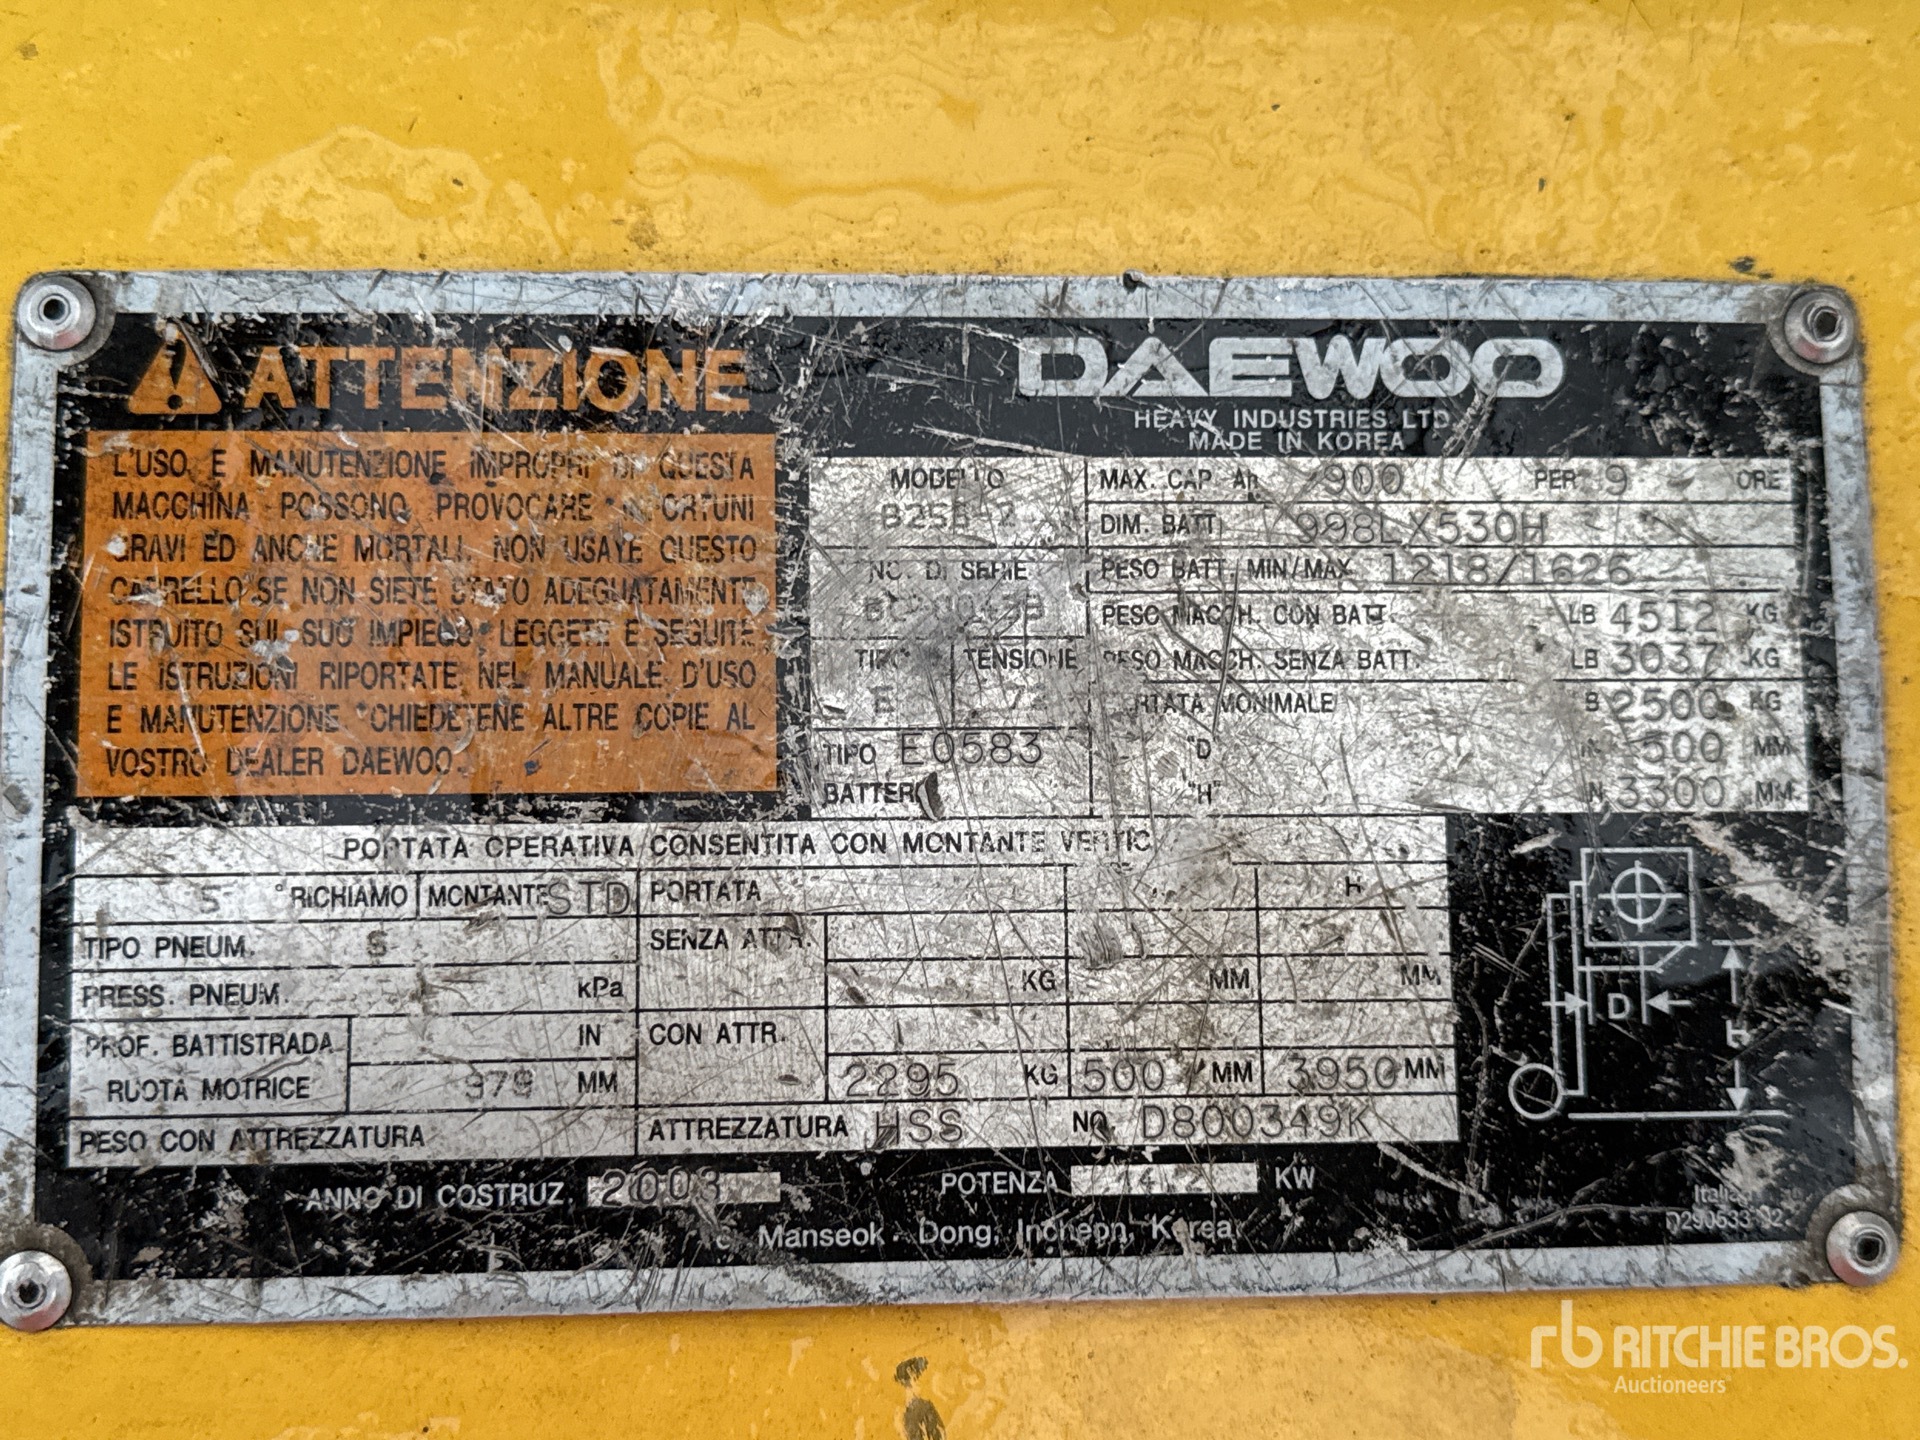 ATTENZIONE
L'USO E MANUTENZIONE IMPROPRI DI QUESTA
MACCHINA POSSONO PROVOCARE INFORTUNI
GRAVI ED ANCHE MORTALI. NON USATE QUESTO
CARRELLO SE NON SIETE STATO ADEGUATAMENTE
ISTRUITO SUL SUO IMPIEGO. LEGGETE E SEGUITE
LE ISTRUZIONI RIPORTATE NEL MANUALE D'USO
E MANUTENZIONE CHIEDETENE ALTRE COPIE AL
VOSTRO DEALER DAEWOO.
DAEWOO
HEAVY INDUSTRIES LTD
MADE IN KOREA
MODELLO
NO. DI SERIE
TIPO E TENSIONE 72
TIPO E0583
BATTERI
MAX. CAP. Ah 900 PER 9 ORE
DIM. BATT. 998LX530H
PESO BATT. MIN/MAX 1218/1626
PESO MACCH. CON BATT. LB 4512 KG
PESO MACCH. SENZA BATT. LB 3037 KG
PORTATA MONIMALE LB 2500 KG
"D" IN 500 MM
"H" IN 3300 MM
PORTATA OPERATIVA CONSENTITA CON MONTANTE VERTIC
5 °RICHIAMO MONTANTE STD PORTATA H
TIPO PNEUM. S SENZA ATTR.
PRESS. PNEUM. kPa KG MM MM
PROF. BATTISTRADA IN CON ATTR.
RUOTA MOTRICE 979 MM 2295 KG 500 MM 3950 MM
PESO CON ATTREZZATURA ATTREZZATURA HSS NO. D800349K
D
H
ANNO DI COSTRUZ. 2003 POTENZA 14.2 KW
Manseok - Dong, Incheon, Korea
rb RITCHIE BROS.
Auctioneers